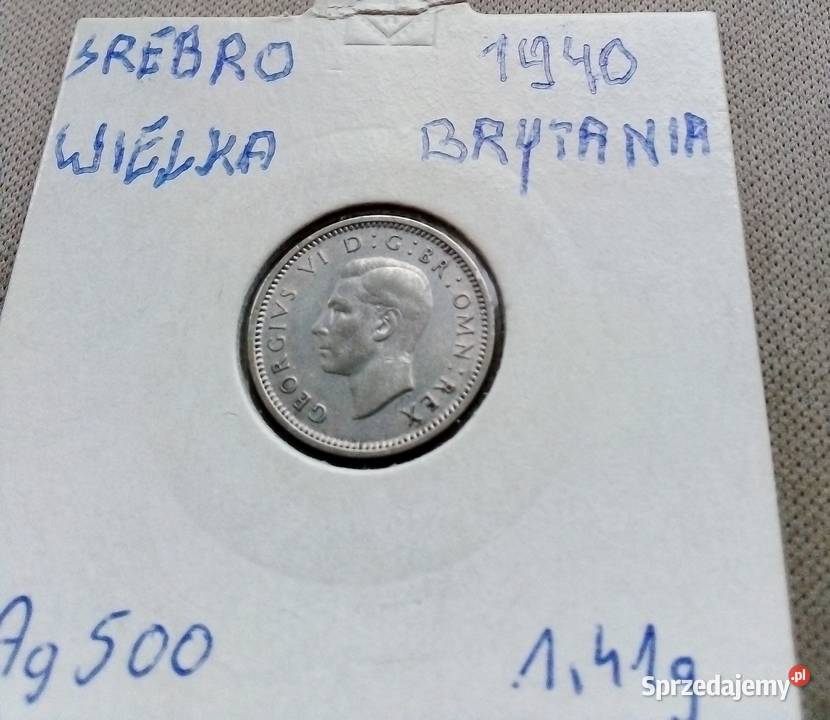 SREBRO 1940
WIELKA BRYTANIA
GEORGIVS VI D:G:BR:OMN·REX
Ag 500 1,41g
Sprzedajemy.pl